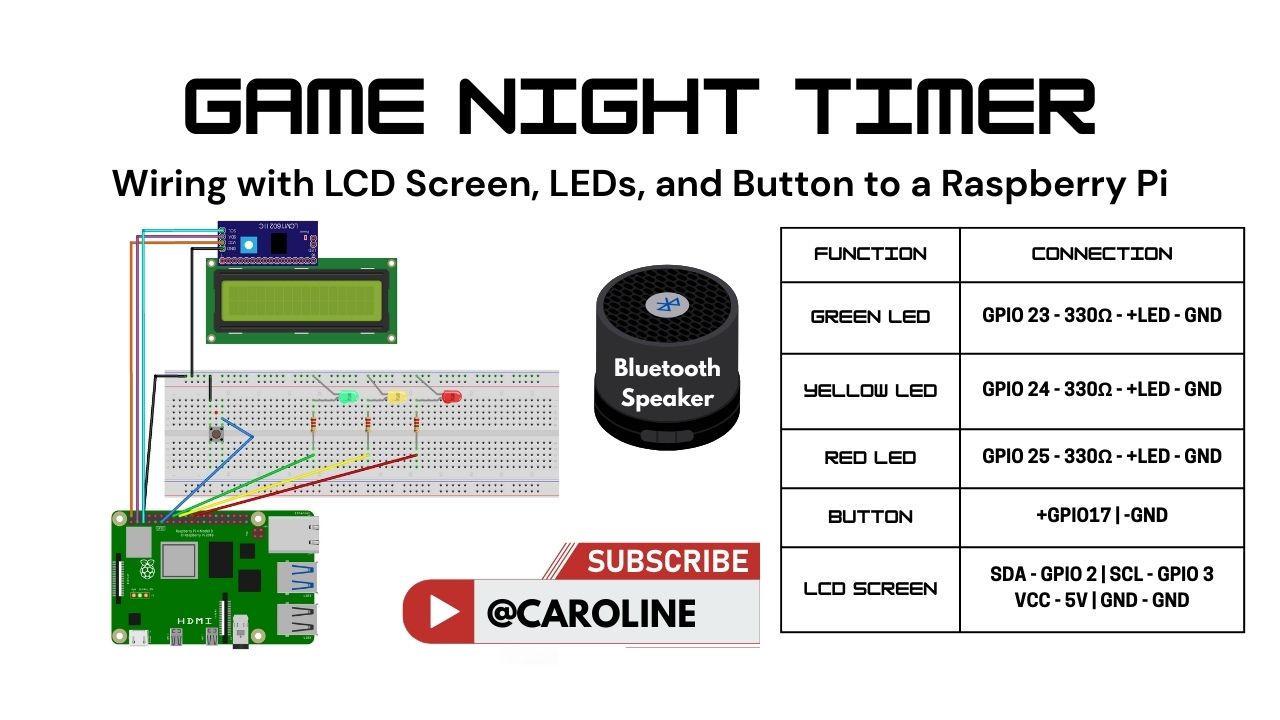 GAME NIGHT TIMER
Wiring with LCD Screen, LEDs, and Button to a Raspberry Pi
LCM1602 IIC
SCL
SDA
VCC
GND
Bluetooth
Speaker
FUNCTION
CONNECTION
GREEN LED
GPIO 23 - 330Ω - +LED - GND
YELLOW LED
GPIO 24 - 330Ω - +LED - GND
RED LED
GPIO 25 - 330Ω - +LED - GND
BUTTON
+GPIO17 | -GND
LCD SCREEN
SDA - GPIO 2 | SCL - GPIO 3
VCC - 5V | GND - GND
HDMI
SUBSCRIBE
@CAROLINE